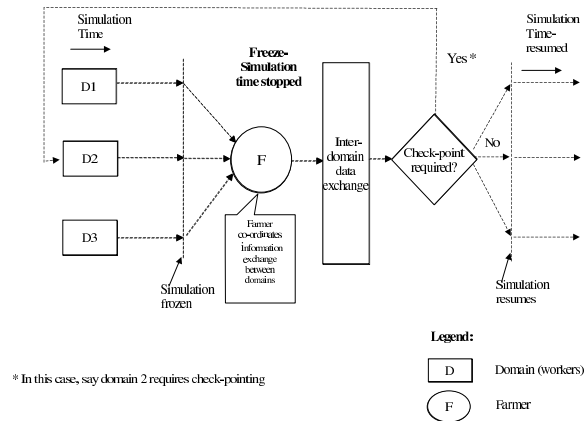 Simulation
Time
Freeze-
Simulation
time stopped
Yes *
Simulation
Time-
resumed
D1
D2
D3
F
Inter-
domain
data
exchange
Check-point
required?
No
Farmer
co-ordinates
Information
exchange
between
domains
Simulation
frozen
Simulation
resumes
Legend:
D
Domain (workers)
F
Farmer
* In this case, say domain 2 requires check-pointing